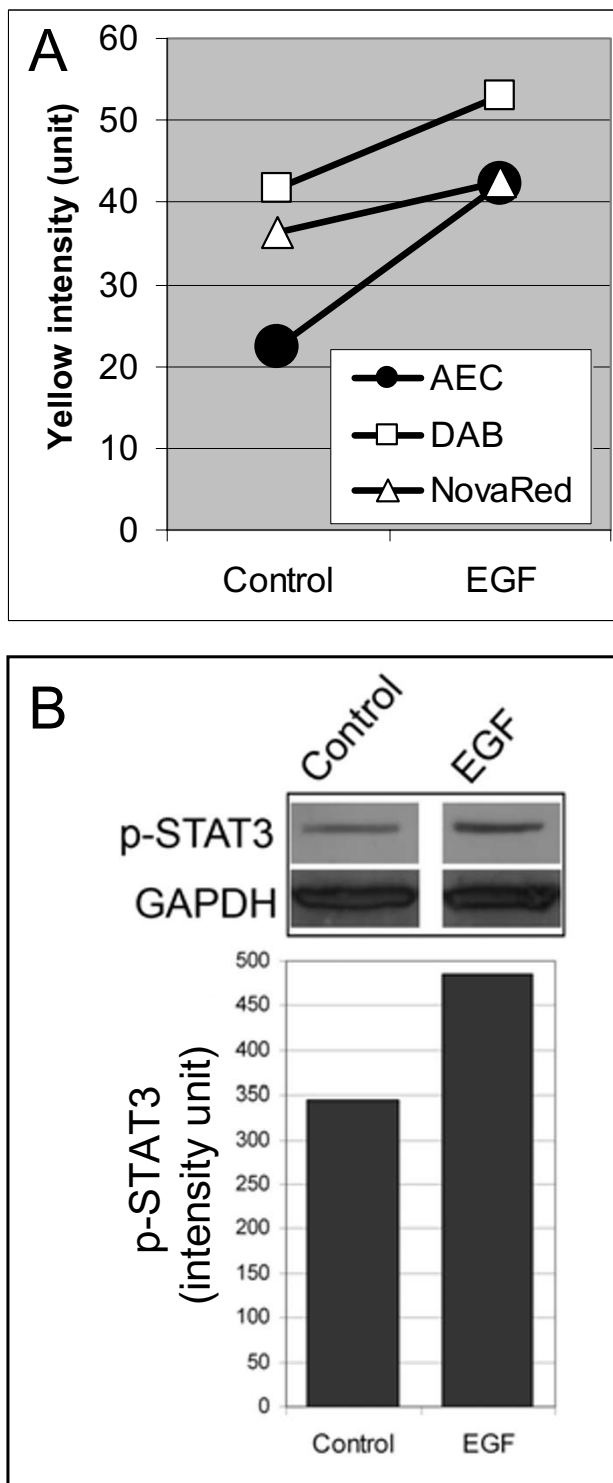 A
Yellow intensity (unit)
60
50
40
30
20
10
0
AEC
DAB
NovaRed
Control EGF
B
Control EGF
p-STAT3
GAPDH
p-STAT3
(intensity unit)
500
450
400
350
300
250
200
150
100
50
0
Control EGF